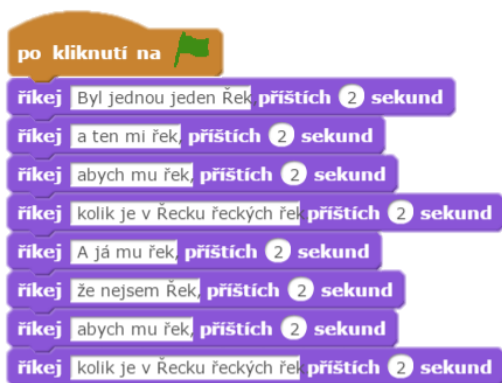 po kliknutí na
říkej Byl jednou jeden Řek, příštích 2 sekund
říkej a ten mi řek, příštích 2 sekund
říkej abych mu řek, příštích 2 sekund
říkej kolik je v Řecku řeckých řek příštích 2 sekund
říkej A já mu řek, příštích 2 sekund
říkej že nejsem Řek, příštích 2 sekund
říkej abych mu řek, příštích 2 sekund
říkej kolik je v Řecku řeckých řek příštích 2 sekund